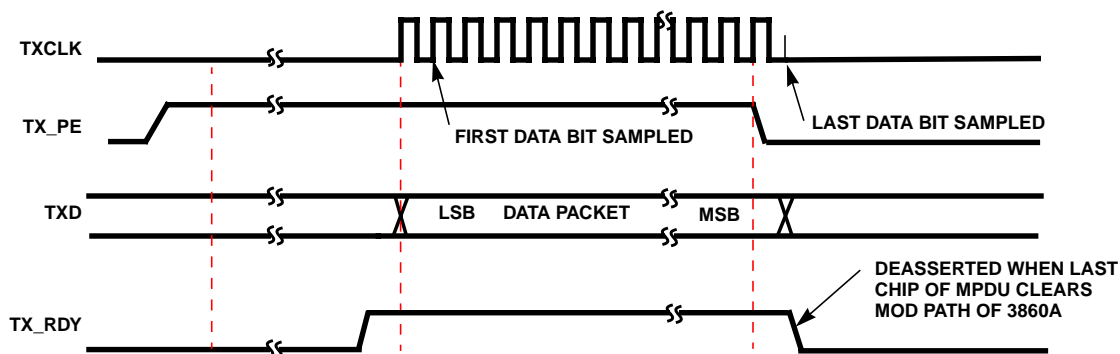 TXCLK
FIRST DATA BIT SAMPLED
LAST DATA BIT SAMPLED
TX_PE
TXD
LSB DATA PACKET MSB
DEASSERTED WHEN LAST
CHIP OF MPDU CLEARS
MOD PATH OF 3860A
TX_RDY